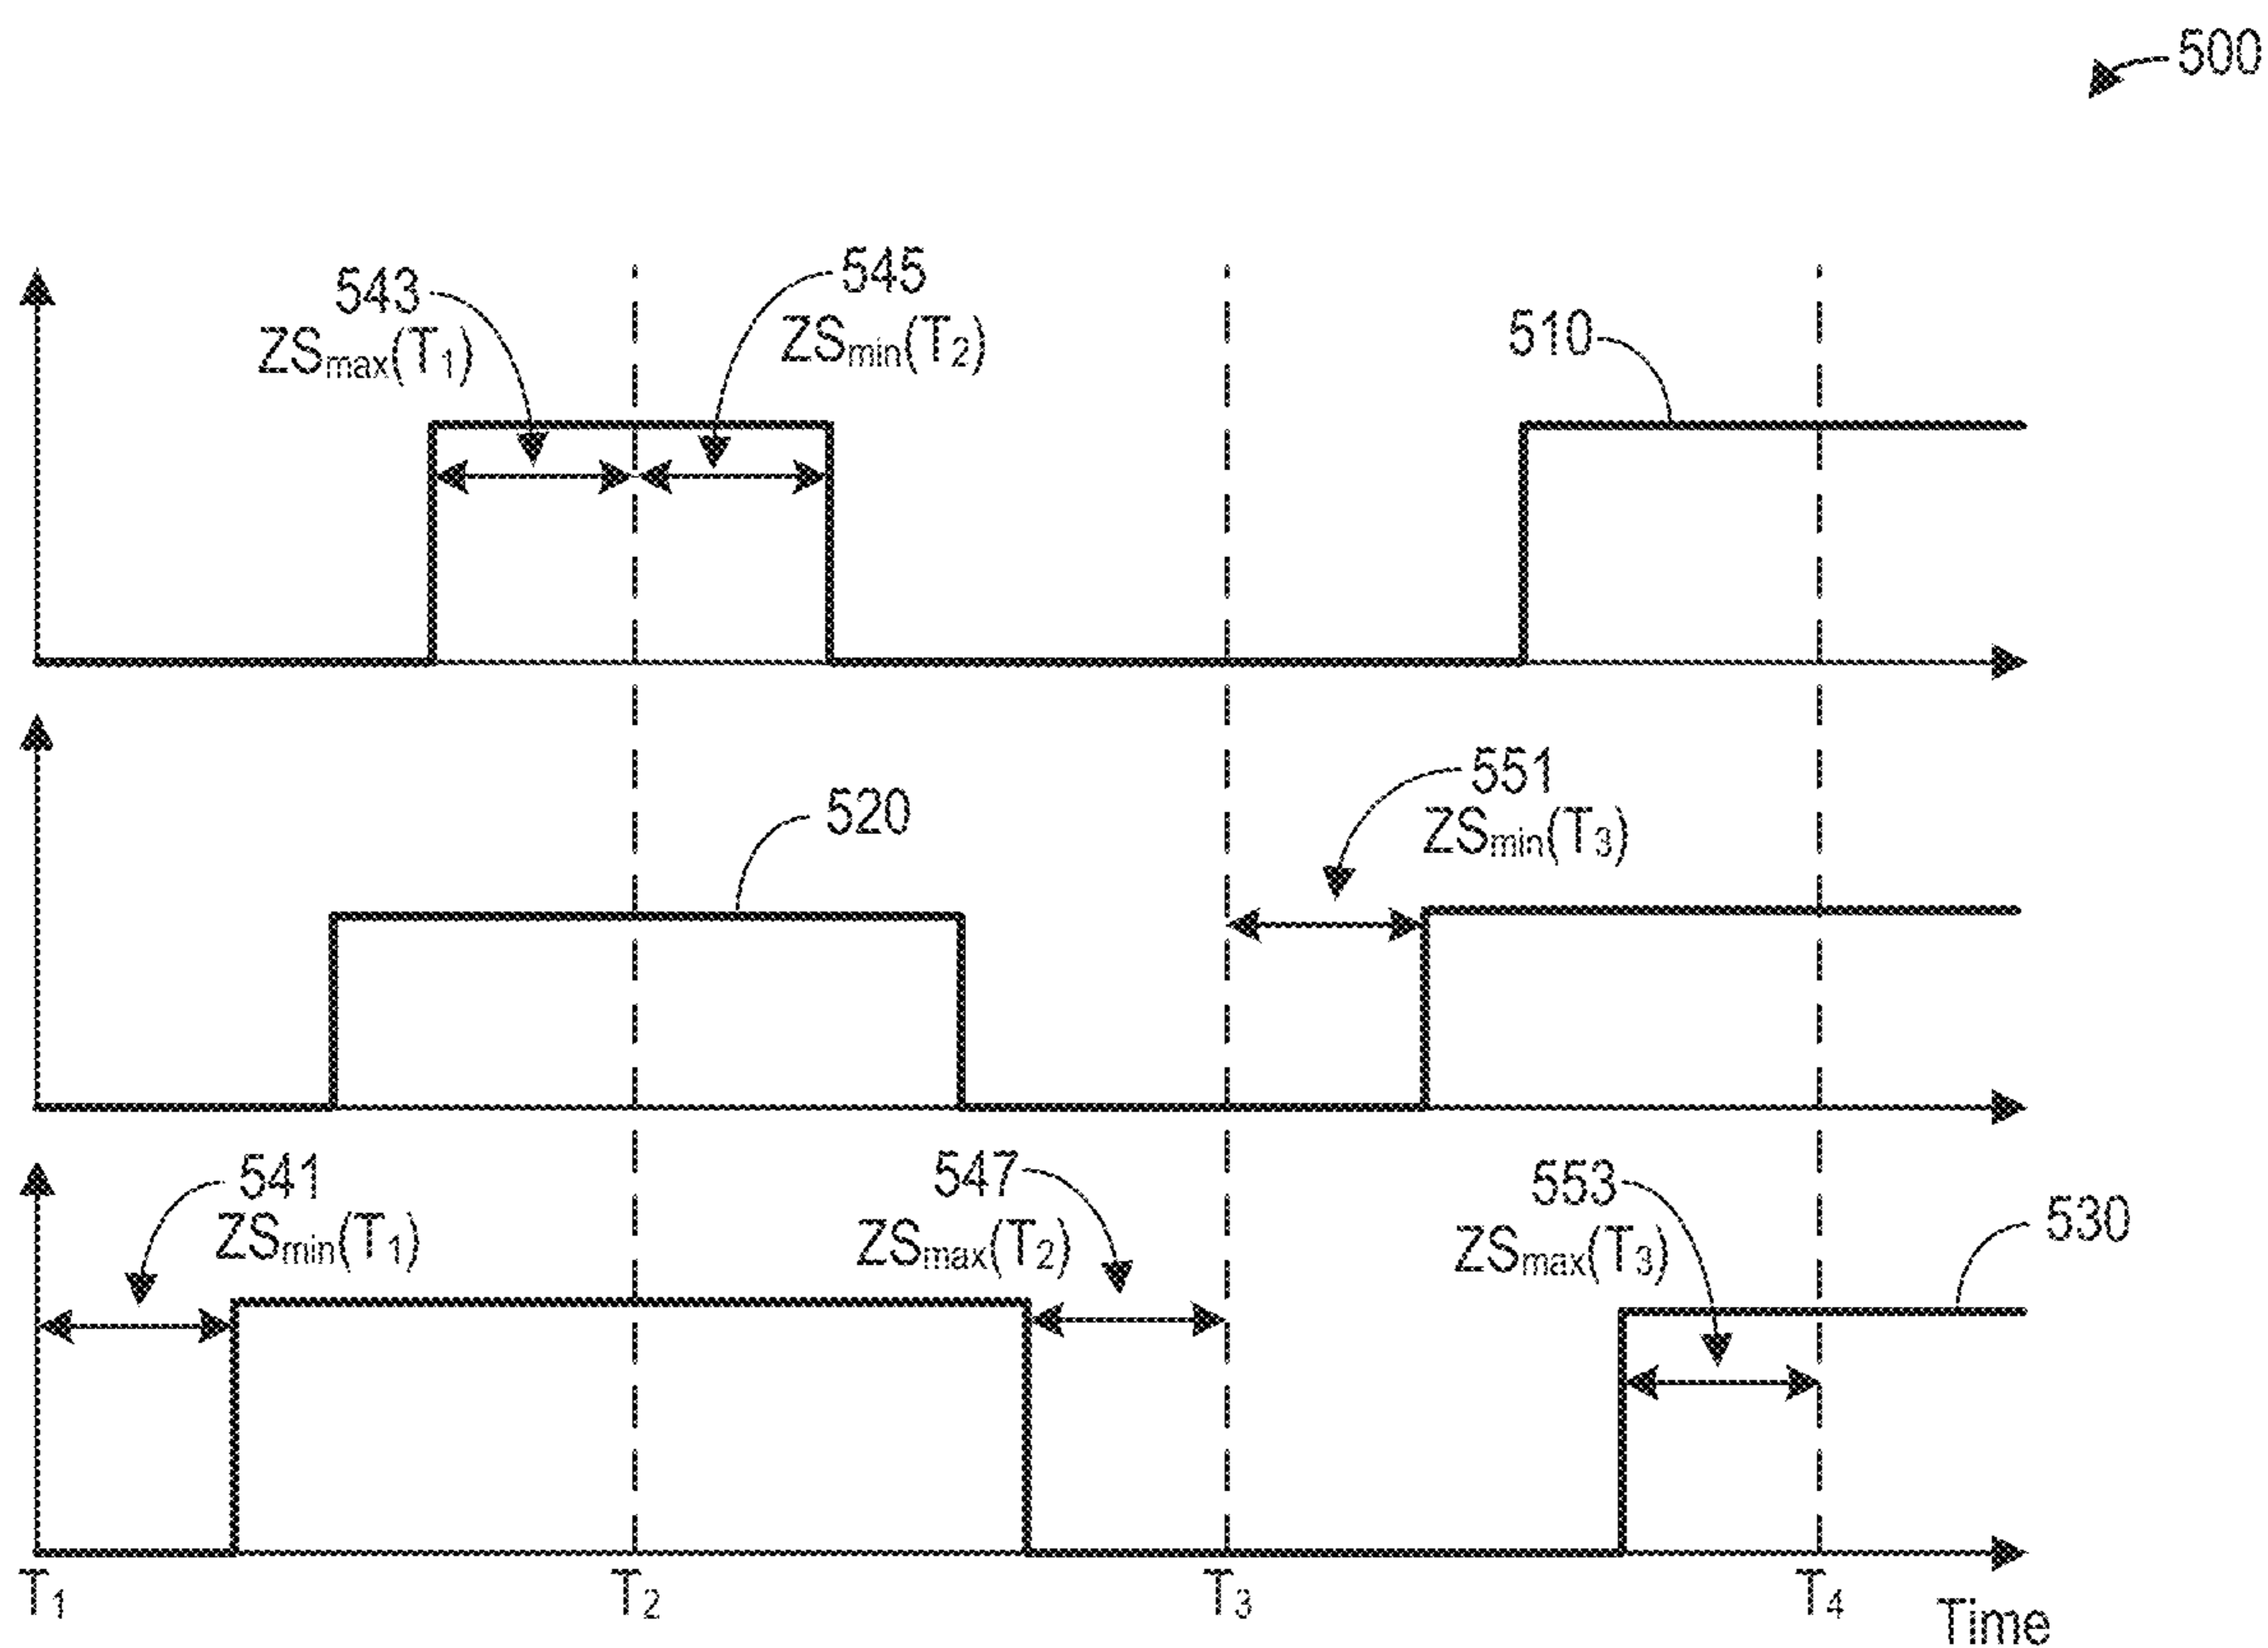 500
543
ZSmax(T1)
545
ZSmin(T2)
510
520
551
ZSmin(T3)
541
ZSmin(T1)
547
ZSmax(T2)
553
ZSmax(T3)
530
T1
T2
T3
T4
Time